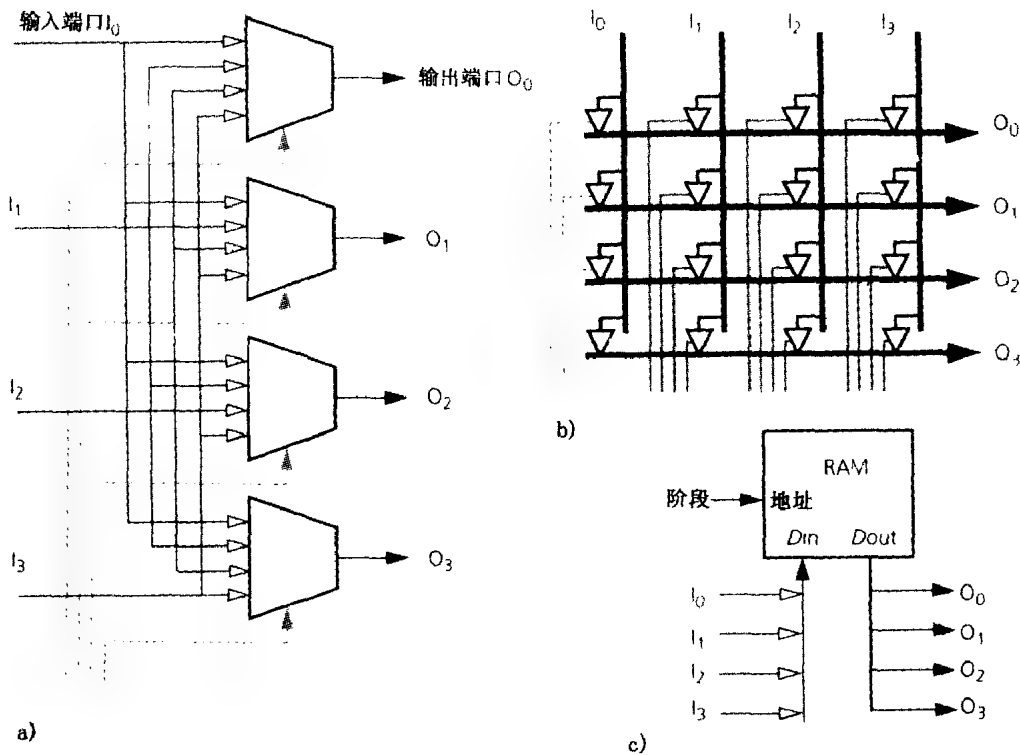 输入端口I₀
输出端口 O₀
I₁
O₁
I₂
O₂
I₃
O₃
a)
I₀ I₁ I₂ I₃
O₀
O₁
O₂
O₃
b)
RAM
阶段
地址
Din Dout
I₀
I₁
I₂
I₃
O₀
O₁
O₂
O₃
c)